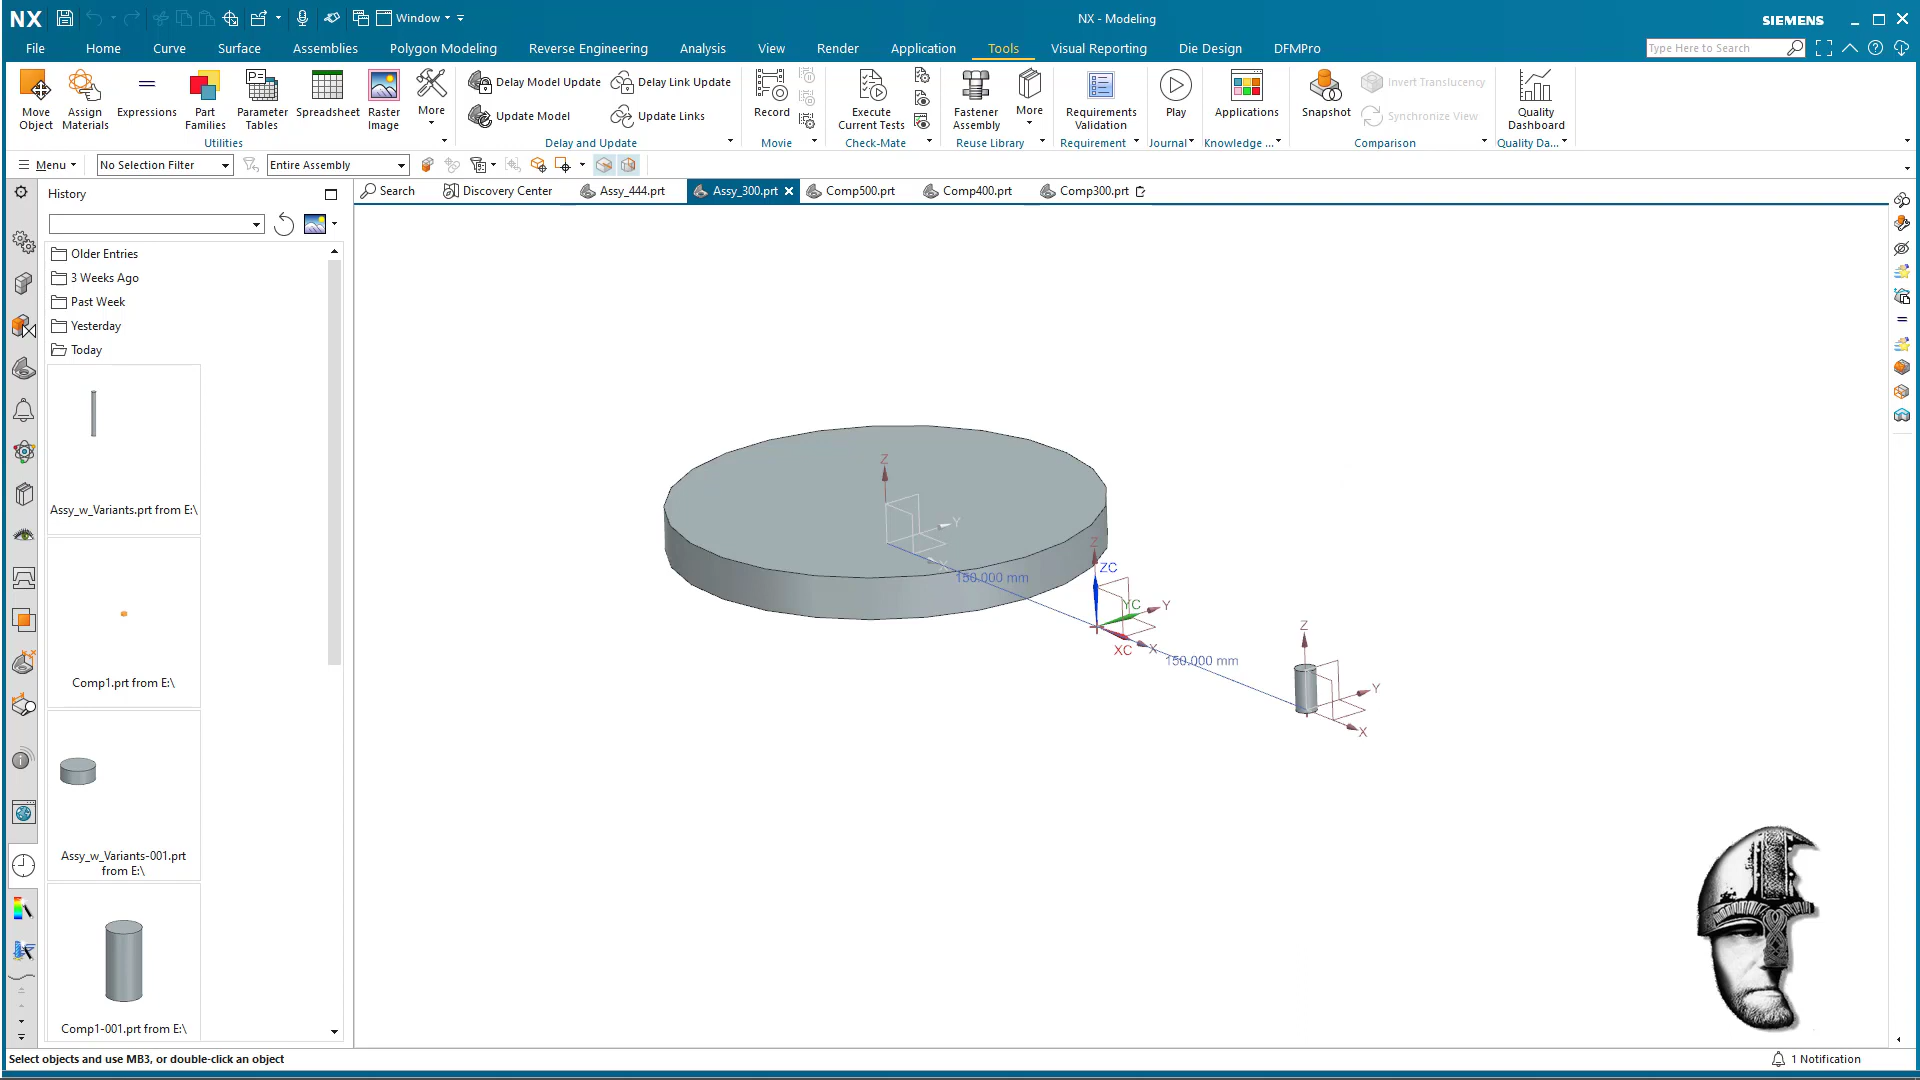 NX
Window
NX - Modeling
SIEMENS
File
Home
Curve
Surface
Assemblies
Polygon Modeling
Reverse Engineering
Analysis
View
Render
Application
Tools
Visual Reporting
Die Design
DFMPro
Type Here to Search
Move Object
Assign Materials
Expressions
Part Families
Parameter Tables
Spreadsheet
Raster Image
More
Delay Model Update
Delay Link Update
Update Model
Update Links
Record
Execute Current Tests
Fastener Assembly
More
Requirements Validation
Play
Applications
Snapshot
Invert Translucency
Synchronize View
Quality Dashboard
Utilities
Delay and Update
Movie
Check-Mate
Reuse Library
Requirement
Journal
Knowledge ...
Comparison
Quality Da...
Menu
No Selection Filter
Entire Assembly
History
Search
Discovery Center
Assy_444.prt
Assy_300.prt
Comp500.prt
Comp400.prt
Comp300.prt
Older Entries
3 Weeks Ago
Past Week
Yesterday
Today
Assy_w_Variants.prt from E:\
Comp1.prt from E:\
Assy_w_Variants-001.prt
from E:\
Comp1-001.prt from E:\
Z
Y
X
150.000 mm
Z
ZC
YC
Y
XC
X
150.000 mm
Z
Y
X
Select objects and use MB3, or double-click an object
1 Notification